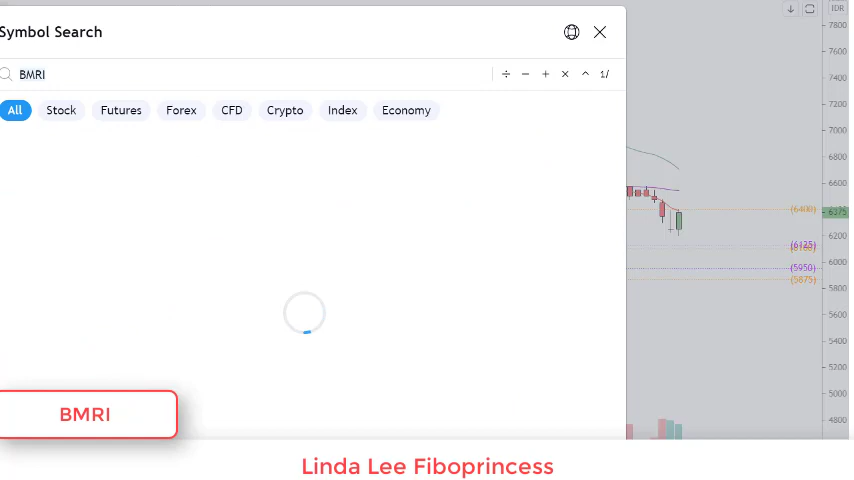 IDR
Symbol Search
BMRI
÷ − + × ^ 1/
All Stock Futures Forex CFD Crypto Index Economy
7800
7600
7400
7200
7000
6800
6600
(6400)
6375
6200
(6125)
6000
(5950)
(5875)
5800
5600
5400
5200
5000
4800
BMRI
Linda Lee Fiboprincess